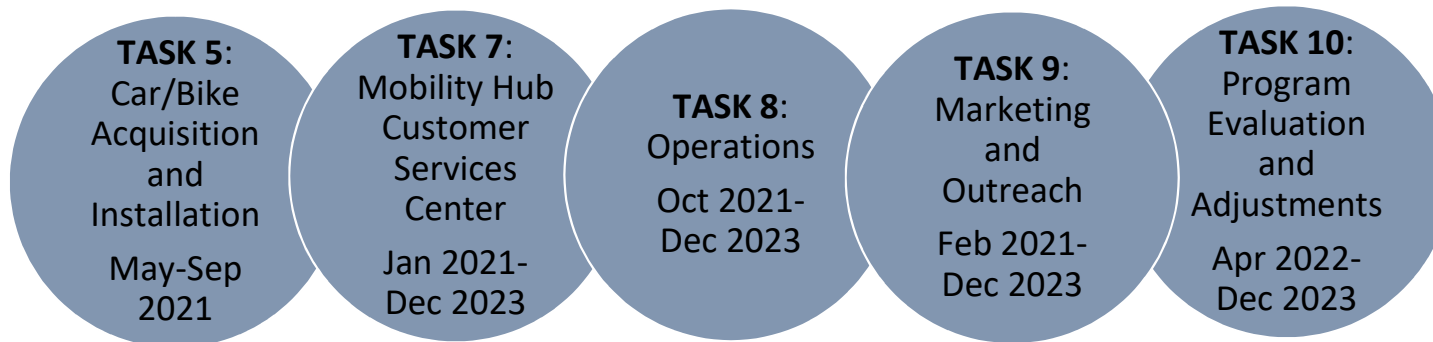 TASK 5:
Car/Bike
Acquisition
and
Installation
May-Sep
2021
TASK 7:
Mobility Hub
Customer
Services
Center
Jan 2021-
Dec 2023
TASK 8:
Operations
Oct 2021-
Dec 2023
TASK 9:
Marketing
and
Outreach
Feb 2021-
Dec 2023
TASK 10:
Program
Evaluation
and
Adjustments
Apr 2022-
Dec 2023